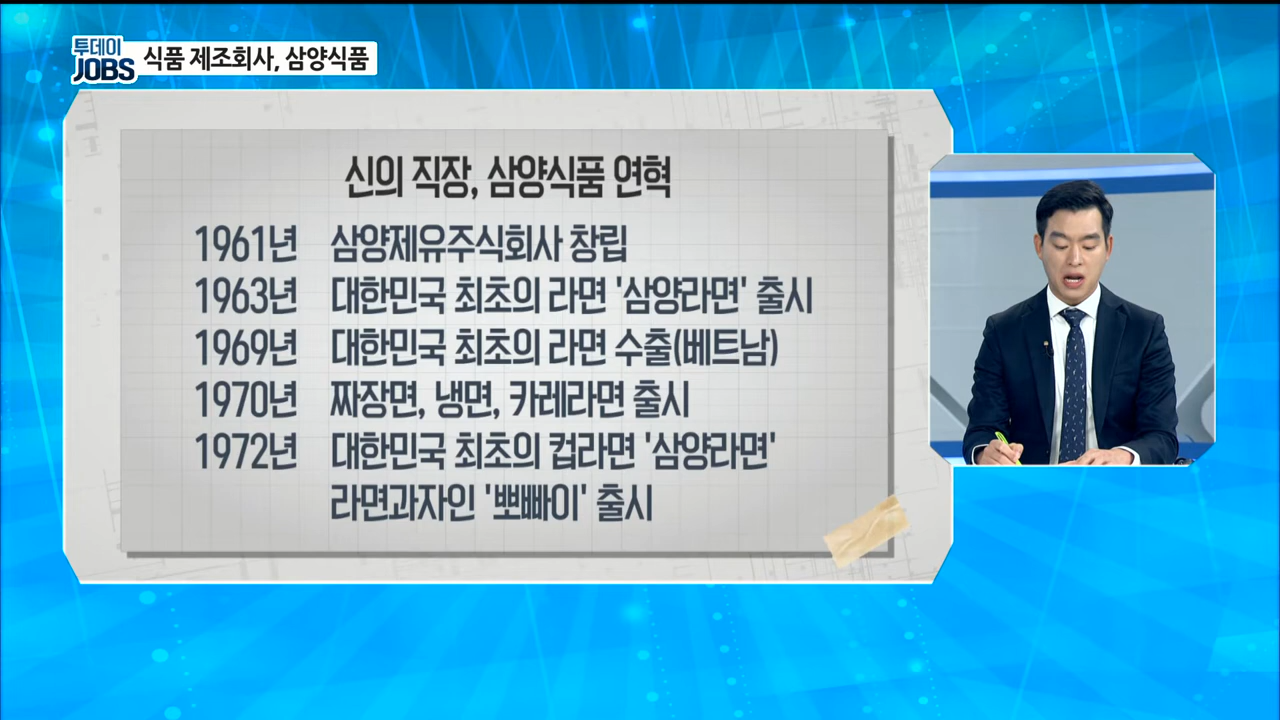 투데이
JOBS
식품 제조회사, 삼양식품
신의 직장, 삼양식품 연혁
1961년 삼양제유주식회사 창립
1963년 대한민국 최초의 라면 '삼양라면' 출시
1969년 대한민국 최초의 라면 수출(베트남)
1970년 짜장면, 냉면, 카레라면 출시
1972년 대한민국 최초의 컵라면 '삼양라면'
라면과자인 '뽀빠이' 출시